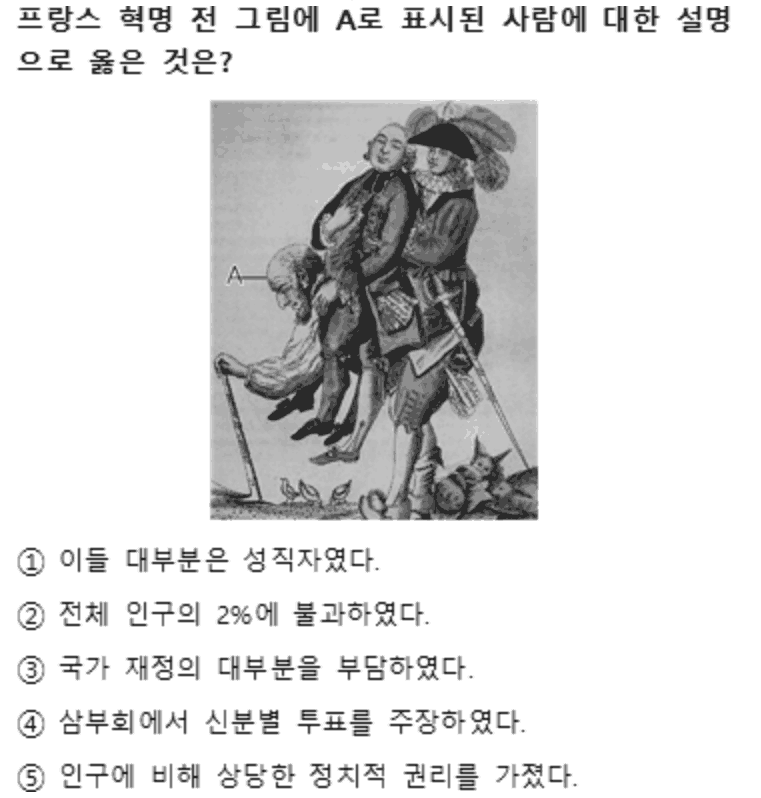 프랑스 혁명 전 그림에 A로 표시된 사람에 대한 설명
으로 옳은 것은?
A
① 이들 대부분은 성직자였다.
② 전체 인구의 2%에 불과하였다.
③ 국가 재정의 대부분을 부담하였다.
④ 삼부회에서 신분별 투표를 주장하였다.
⑤ 인구에 비해 상당한 정치적 권리를 가졌다.